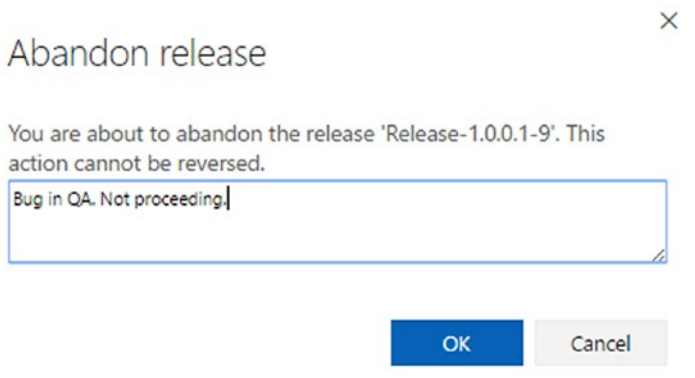 Abandon release
You are about to abandon the release 'Release-1.0.0.1-9'. This
action cannot be reversed.
Bug in QA. Not proceeding.
OK
Cancel